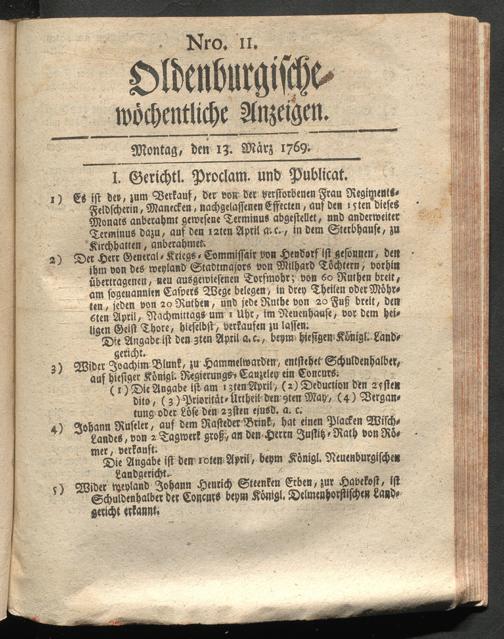 Nro. 11.
Oldenburgische
wöchentliche Anzeigen.
Montag, den 13. März 1769.
I. Gerichtl. Proclam. und Publicat.
1) Es ist der, zum Verkauf, der von der verstorbenen Frau Regiments-
Feldscherin, Manecken, nachgelassenen Effecten, auf den 15ten dieses
Monats anberahmt gewesene Terminus abgestellet, und anderweiter
Terminus dazu, auf den 12ten April a. c., in dem Sterbhause, zu
Kirchhatten, anberahmet.
2) Der Herr General-Kriegs-Commissair von Hendorf ist gesonnen, den
ihm von des weyland Stadtmajors von Milhard Töchtern, vorhin
übertragenen, neu ausgewiesenen Torfmohr; von 60 Ruthen breit,
am sogenannten Caspers Wege belegen, in drey Theilen oder Möhr-
ten, jeden von 20 Ruthen, und jede Ruthe von 20 Fuß breit, den
6ten April, Nachmittags um 1 Uhr, im Neuenhause, vor dem hei-
ligen Geist Thore, hieselbst, verkaufen zu lassen.
Die Angabe ist den 3ten April a. c., beym hiesigen Königl. Land-
gericht.
3) Wider Joachim Blunk, zu Hammelwarden, entstehet Schuldenhalber,
auf hiesiger Königl. Regierungs-Canzeley ein Concurs.
(1) Die Angabe ist am 13ten April, (2) Deduction den 25sten
dito, (3) Priorität-Urtheil den 9ten May, (4) Vergan-
tung oder Löse den 23sten ejusd. a. c.
4) Johann Ruseler, auf dem Rasteder Brink, hat einen Placken Wisch-
Landes, von 2 Tagwerk groß, an den Herrn Justitz-Rath von Rö-
mer, verkauft.
Die Angabe ist den 10ten April, beym Königl. Neuenburgischen
Landgericht.
5) Wider weyland Johann Henrich Steenken Erben, zur Havekost, ist
Schuldenhalber der Concurs beym Königl. Delmenhorstischen Land-
gericht erkannt.